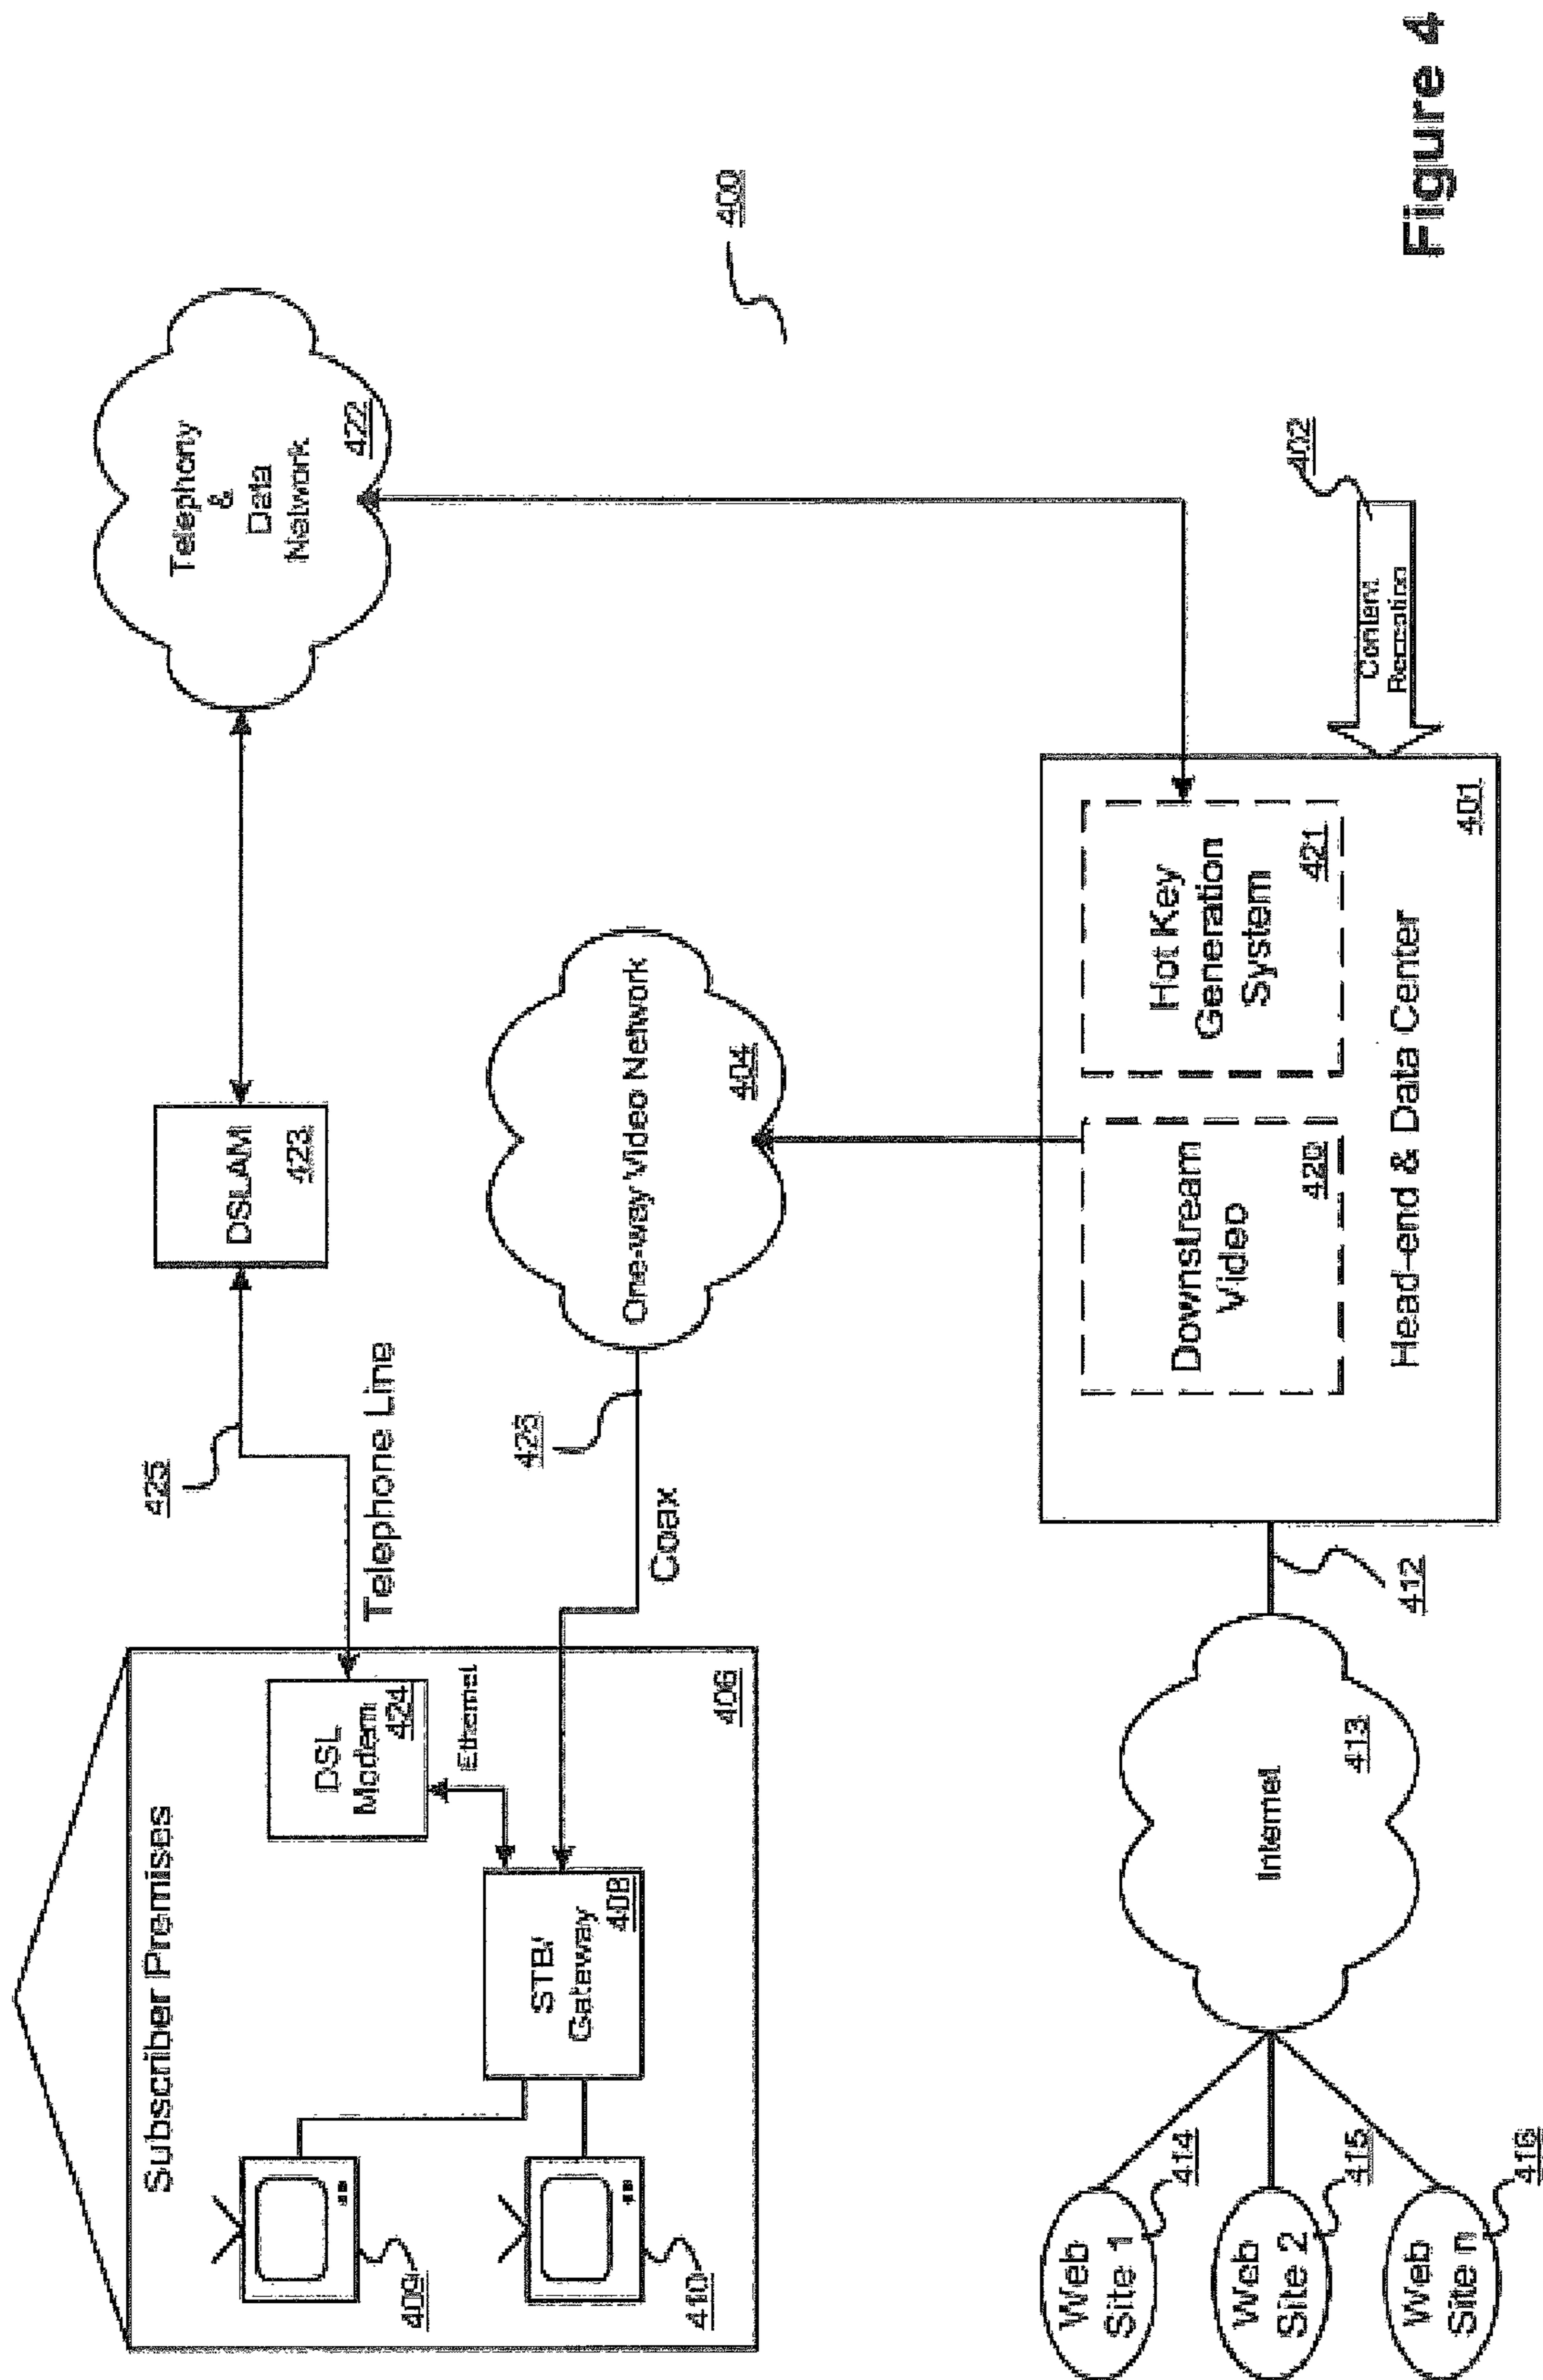 Subscriber Premises
409
410
STB/
Gateway
408
DSL
Modem
424
Ethernet
406
Telephone Line
425
Coax
426
DSLAM
423
Telephony
&
Data
Network
422
One-way Video Network
404
400
Web
Site 1
414
Web
Site 2
415
Web
Site n
416
Internet
413
412
Downstream
Video
420
Hot Key
Generation
System
421
Head-end & Data Center
401
Content
Reception
402
Figure 4